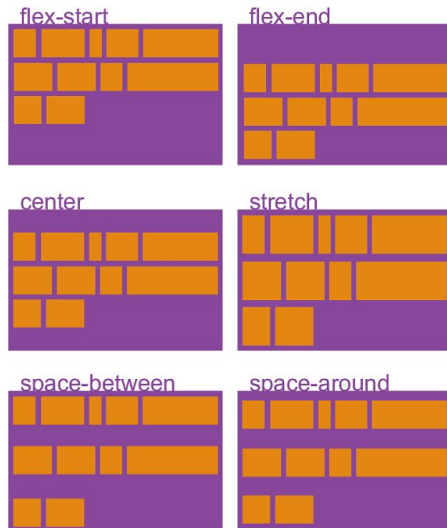 flex-start
flex-end
center
stretch
space-between
space-around